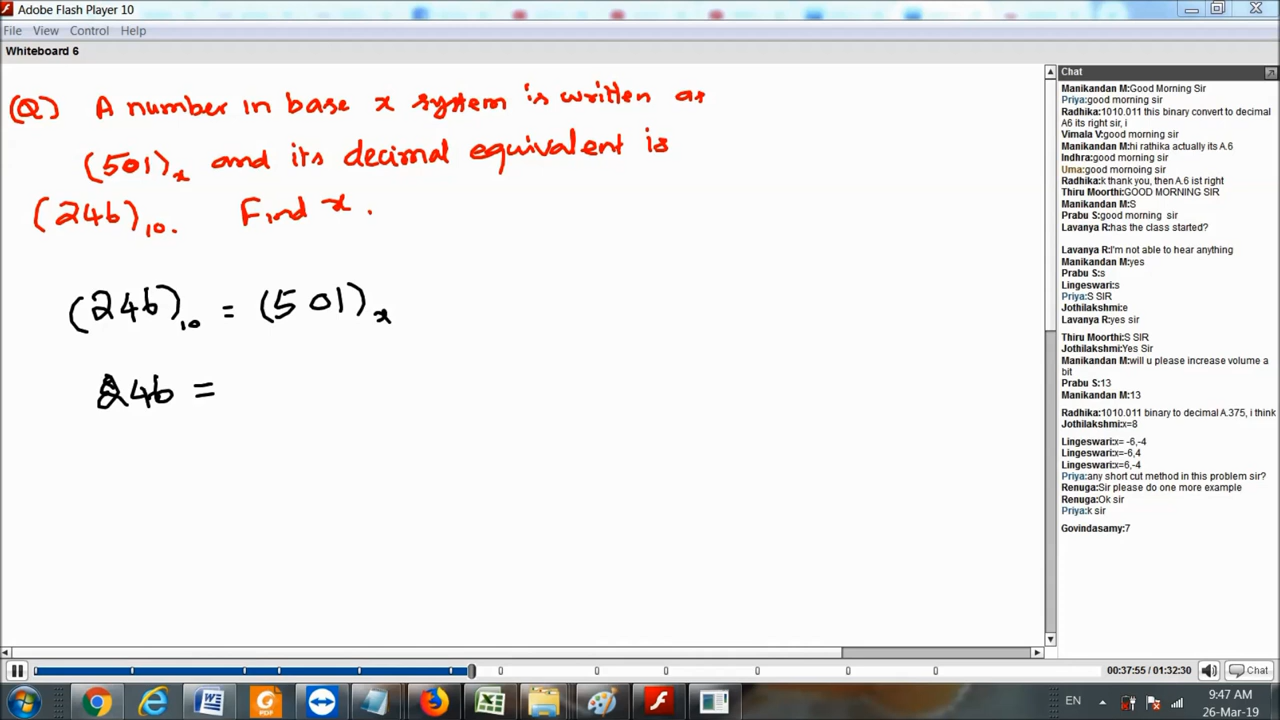 Adobe Flash Player 10
File View Control Help
Whiteboard 6
(Q) A number in base x system is written as
(501)x and its decimal equivalent is
(246)10. Find x.
(246)10 = (501)x
246 =
Chat
Manikandan M:Good Morning Sir
Priya:good morning sir
Radhika:1010.011 this binary convert to decimal
A6 its right sir, i
Vimala V:good morning sir
Manikandan M:hi rathika actually its A.6
Indhra:good morning sir
Uma:good mornoing sir
Radhika:k thank you, then A.6 ist right
Thiru Moorthi:GOOD MORNING SIR
Manikandan M:S
Prabu S:good morning sir
Lavanya R:has the class started?
Lavanya R:I'm not able to hear anything
Manikandan M:yes
Prabu S:s
Lingeswari:s
Priya:S SIR
Jothilakshmi:e
Lavanya R:yes sir
Thiru Moorthi:S SIR
Jothilakshmi:Yes Sir
Manikandan M:will u please increase volume a
bit
Prabu S:13
Manikandan M:13
Radhika:1010.011 binary to decimal A.375, i think
Jothilakshmi:x=8
Lingeswari:x= -6,-4
Lingeswari:x=-6,4
Lingeswari:x=6,-4
Priya:any short cut method in this problem sir?
Renuga:Sir please do one more example
Renuga:Ok sir
Priya:k sir
Govindasamy:7
00:37:55 / 01:32:30 Chat
EN 9:47 AM
26-Mar-19